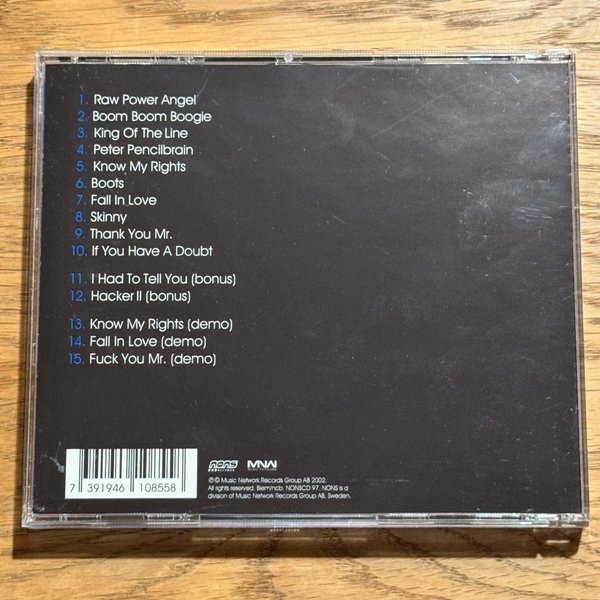 1. Raw Power Angel
2. Boom Boom Boogie
3. King Of The Line
4. Peter Pencilbrain
5. Know My Rights
6. Boots
7. Fall In Love
8. Skinny
9. Thank You Mr.
10. If You Have A Doubt
11. I Had To Tell You (bonus)
12. Hacker II (bonus)
13. Know My Rights (demo)
14. Fall In Love (demo)
15. Fuck You Mr. (demo)
7 391946 108558
nons MNW
℗ © Music Network Records Group AB 2002.
All rights reserved. Biem/ncb. NONSCD 97. NONS is a
division of Music Network Records Group AB, Sweden.